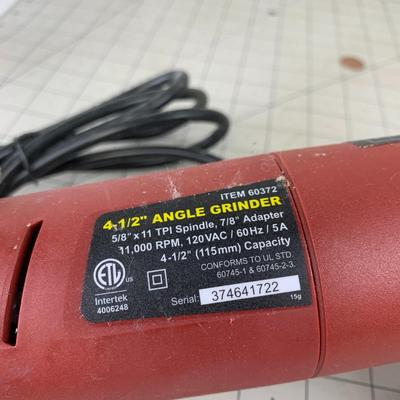 ITEM 60372
4-1/2" ANGLE GRINDER
5/8" x 11 TPI Spindle, 7/8" Adapter
11,000 RPM, 120VAC / 60Hz / 5A
4-1/2" (115mm) Capacity
CONFORMS TO UL STD.
60745-1 & 60745-2-3.
ETL
US
Intertek
4006248
Serial: 374641722
15g